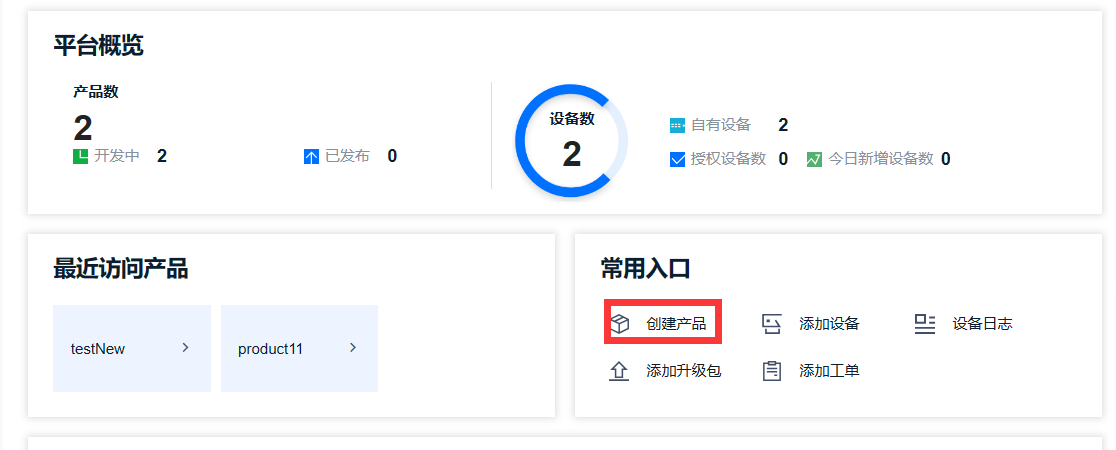 平台概览
产品数
2
开发中 2
已发布 0
设备数
2
自有设备 2
授权设备数 0
今日新增设备数 0
最近访问产品
testNew
product11
常用入口
创建产品
添加设备
设备日志
添加升级包
添加工单